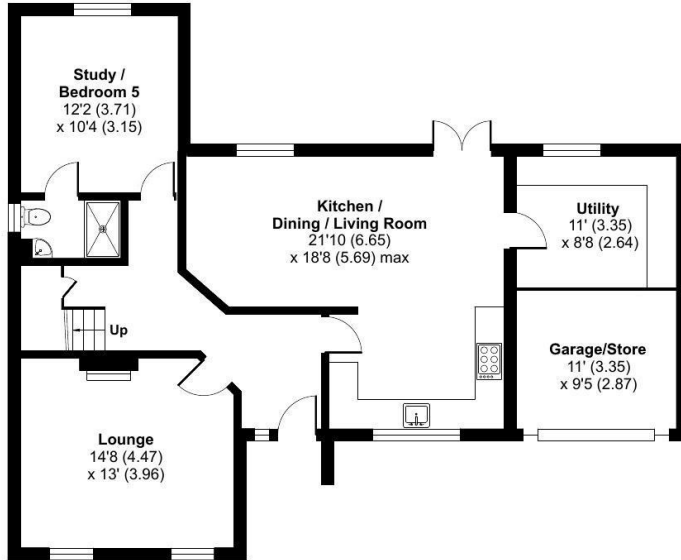 Study /
Bedroom 5
12'2 (3.71)
x 10'4 (3.15)
Kitchen /
Dining / Living Room
21'10 (6.65)
x 18'8 (5.69) max
Utility
11' (3.35)
x 8'8 (2.64)
Up
Garage/Store
11' (3.35)
x 9'5 (2.87)
Lounge
14'8 (4.47)
x 13' (3.96)